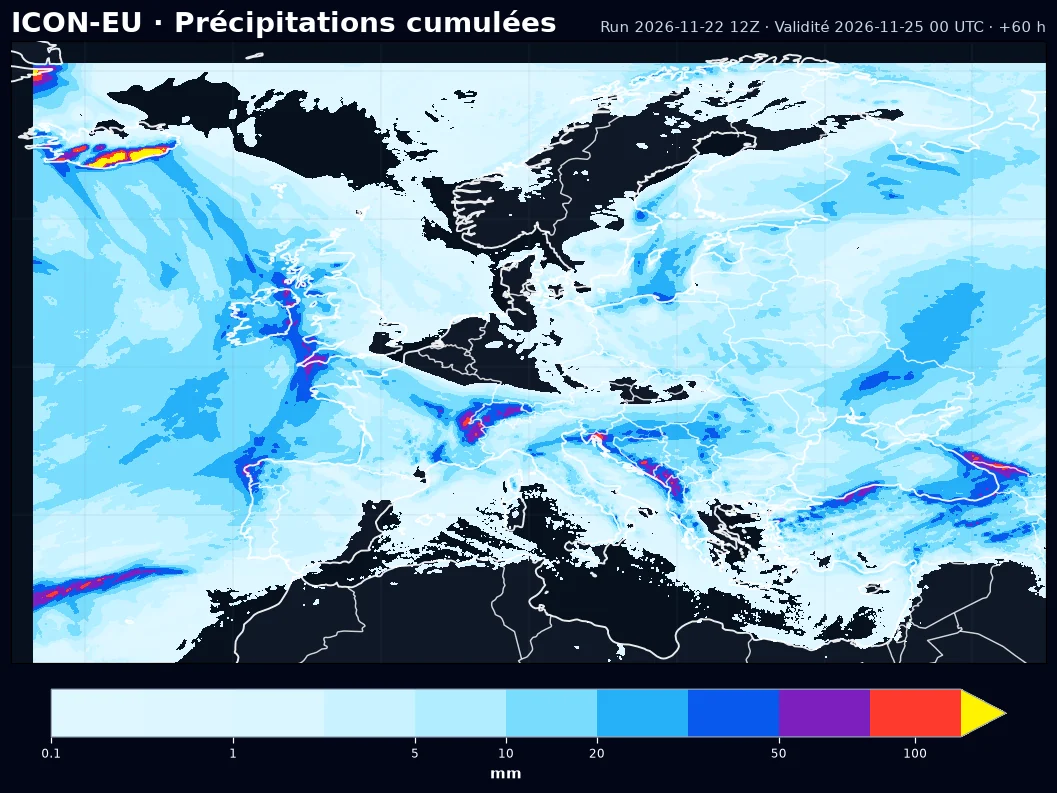 ICON-EU · Précipitations cumulées
Run 2026-11-22 12Z · Validité 2026-11-25 00 UTC · +60 h
0.1 1 5 10 20 50 100
mm